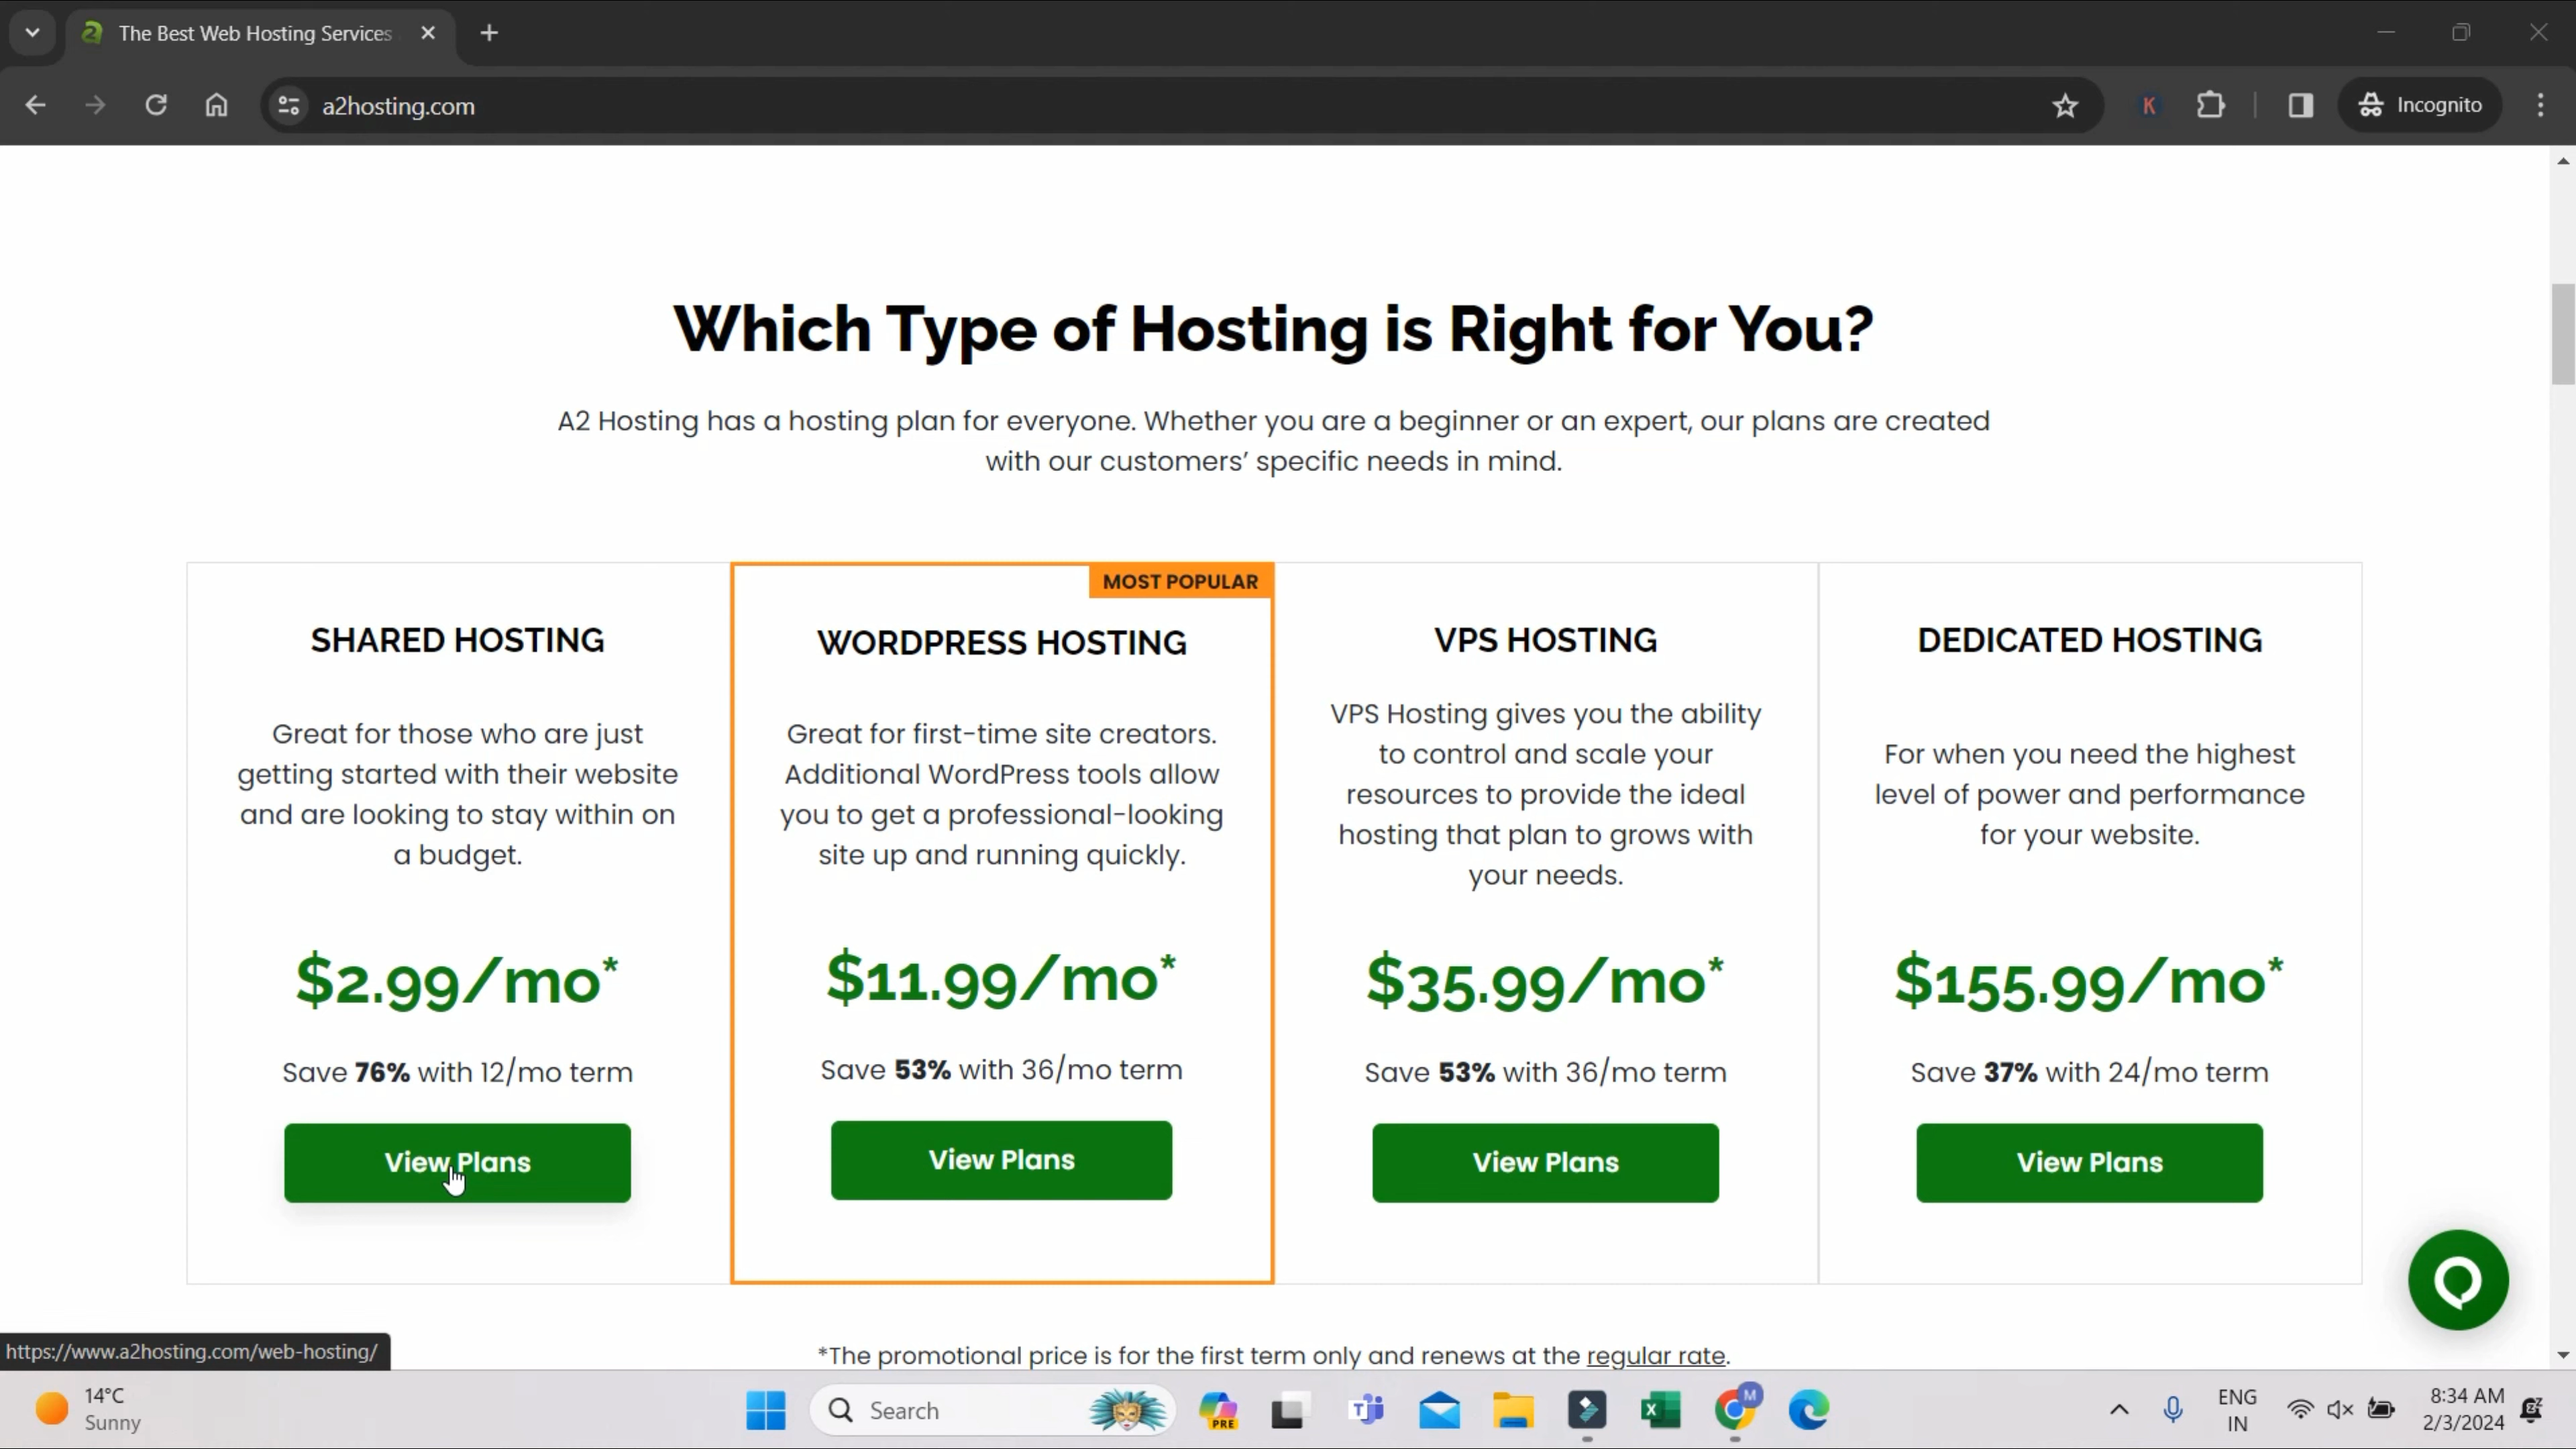 The Best Web Hosting Services
a2hosting.com
K
Incognito
Which Type of Hosting is Right for You?
A2 Hosting has a hosting plan for everyone. Whether you are a beginner or an expert, our plans are created
with our customers’ specific needs in mind.
SHARED HOSTING
Great for those who are just
getting started with their website
and are looking to stay within on
a budget.
$2.99/mo*
Save 76% with 12/mo term
View Plans
MOST POPULAR
WORDPRESS HOSTING
Great for first-time site creators.
Additional WordPress tools allow
you to get a professional-looking
site up and running quickly.
$11.99/mo*
Save 53% with 36/mo term
View Plans
VPS HOSTING
VPS Hosting gives you the ability
to control and scale your
resources to provide the ideal
hosting that plan to grows with
your needs.
$35.99/mo*
Save 53% with 36/mo term
View Plans
DEDICATED HOSTING
For when you need the highest
level of power and performance
for your website.
$155.99/mo*
Save 37% with 24/mo term
View Plans
*The promotional price is for the first term only and renews at the regular rate.
https://www.a2hosting.com/web-hosting/
14°C
Sunny
Search
PRE
M
ENG
IN
8:34 AM
2/3/2024